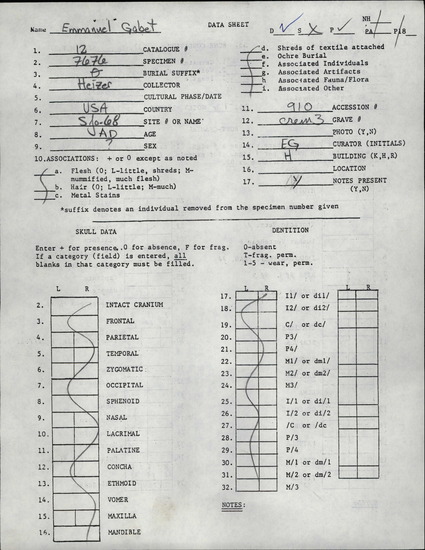 Name Emmanuel Gabet DATA SHEET D S P NH PA P/B
1. 12 CATALOGUE #
2. 7676 SPECIMEN #
3. 0 BURIAL SUFFIX*
4. Heizer COLLECTOR
5. CULTURAL PHASE/DATE
6. USA COUNTRY
7. SJo-68 SITE # OR NAME
8. AD AGE
9. ? SEX
10. ASSOCIATIONS: + or 0 except as noted
a. Flesh (0; L-little, shreds; M-mummified, much flesh)
b. Hair (0; L-little; M-much)
c. Metal Stains
d. Shreds of textile attached
e. Ochre Burial
f. Associated Individuals
g. Associated Artifacts
h. Associated Fauna/Flora
i. Associated Other
11. 910 ACCESSION #
12. crem 3 GRAVE #
13. PHOTO (Y,N)
14. EG CURATOR (INITIALS)
15. H BUILDING (K,H,R)
16. LOCATION
17. NOTES PRESENT (Y,N)
*suffix denotes an individual removed from the specimen number given
SKULL DATA
Enter + for presence, 0 for absence, F for frag.
If a category (field) is entered, all
blanks in that category must be filled.
L R
2. INTACT CRANIUM
3. FRONTAL
4. PARIETAL
5. TEMPORAL
6. ZYGOMATIC
7. OCCIPITAL
8. SPHENOID
9. NASAL
10. LACRIMAL
11. PALATINE
12. CONCHA
13. ETHMOID
14. VOMER
15. MAXILLA
16. MANDIBLE
DENTITION
0-absent
T-frag. perm.
1-5 - wear, perm.
L R L R
17. I1/ or di1/
18. I2/ or di2/
19. C/ or dc/
20. P3/
21. P4/
22. M1/ or dm1/
23. M2/ or dm2/
24. M3/
25. I/1 or di/1
26. I/2 or di/2
27. /C or /dc
28. P/3
29. P/4
30. M/1 or dm/1
31. M/2 or dm/2
32. M/3
NOTES: